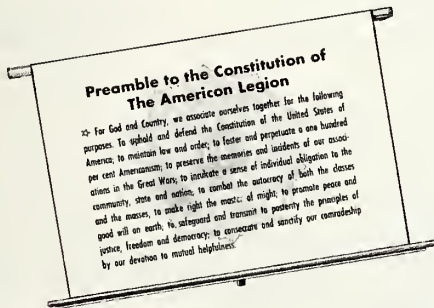 Preamble to the Constitution of
The American Legion
☆ For God and Country, we associate ourselves together for the following
purposes. To uphold and defend the Constitution of the United States of
America; to maintain law and order; to foster and perpetuate a one hundred
per cent Americanism; to preserve the memories and incidents of our associ-
ations in the Great Wars; to inculcate a sense of individual obligation to the
community, state and nation; to combat the autocracy of both the classes
and the masses, to make right the master of might; to promote peace and
good will on earth; to safeguard and transmit to posterity the principles of
justice, freedom and democracy; to consecrate and sanctify our comradeship
by our devotion to mutual helpfulness.